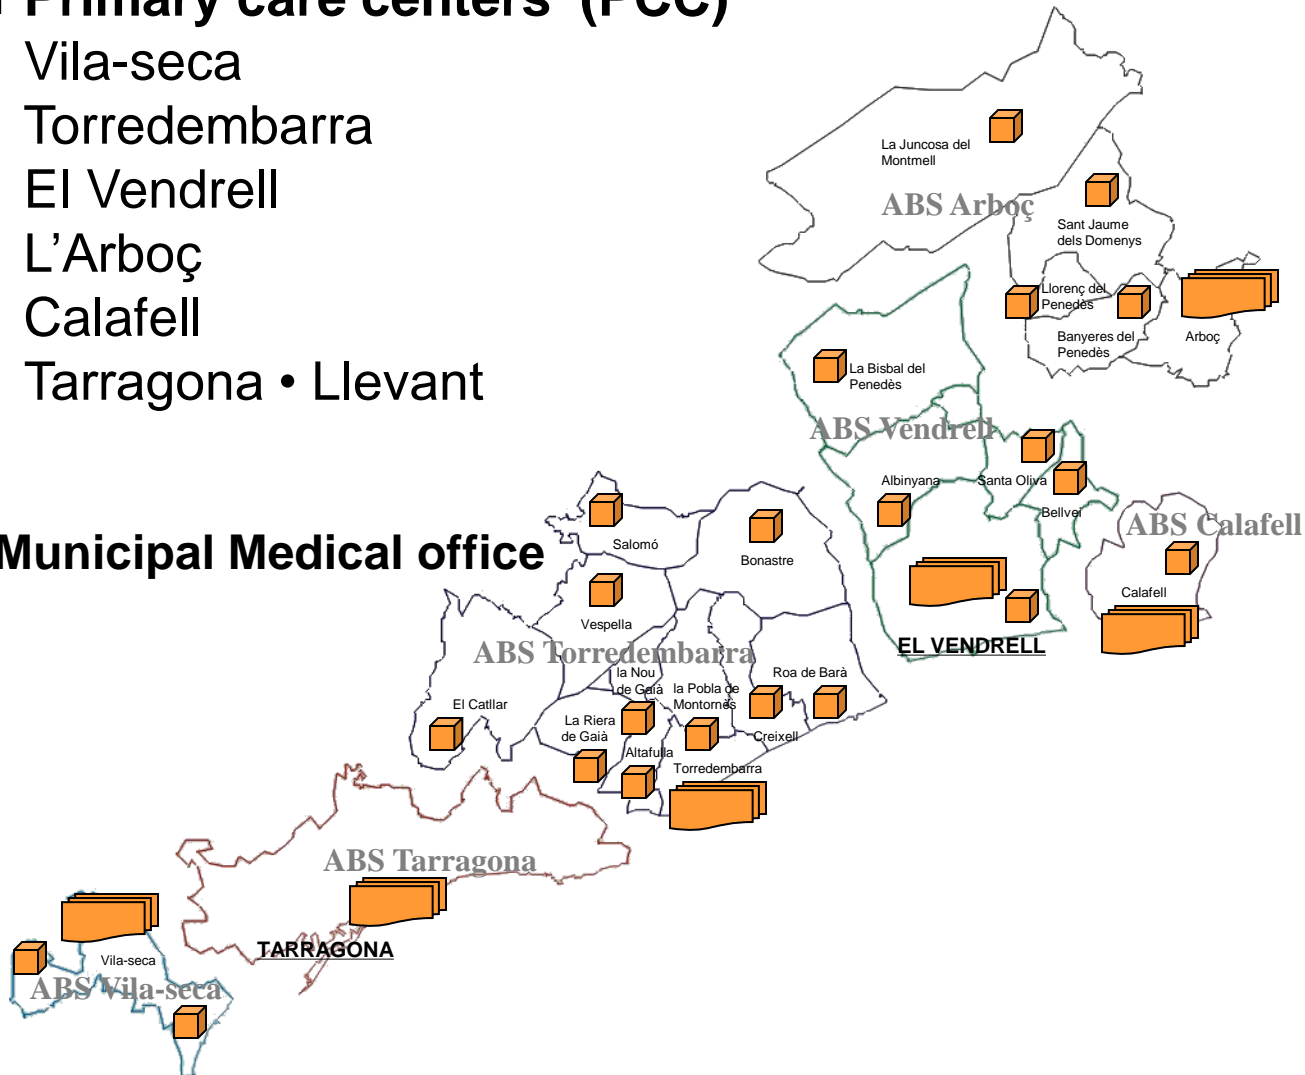 Primary care centers (PCC)
Vila-seca
Torredembarra
El Vendrell
L’Arboç
Calafell
Tarragona • Llevant
Municipal Medical office
La Juncosa del
Montmell
ABS Arboç
Sant Jaume
dels Domenys
Llorenç del
Penedès
Banyeres del
Penedès
Arboç
La Bisbal del
Penedès
ABS Vendrell
Albinyana
Santa Oliva
Bellvei
ABS Calafell
Calafell
EL VENDRELL
Salomó
Bonastre
Vespella
ABS Torredembarra
la Nou
de Gaià
la Pobla de
Montornès
Roa de Barà
El Catllar
La Riera
de Gaià
Altafulla
Creixell
Torredembarra
ABS Tarragona
TARRAGONA
Vila-seca
ABS Vila-seca